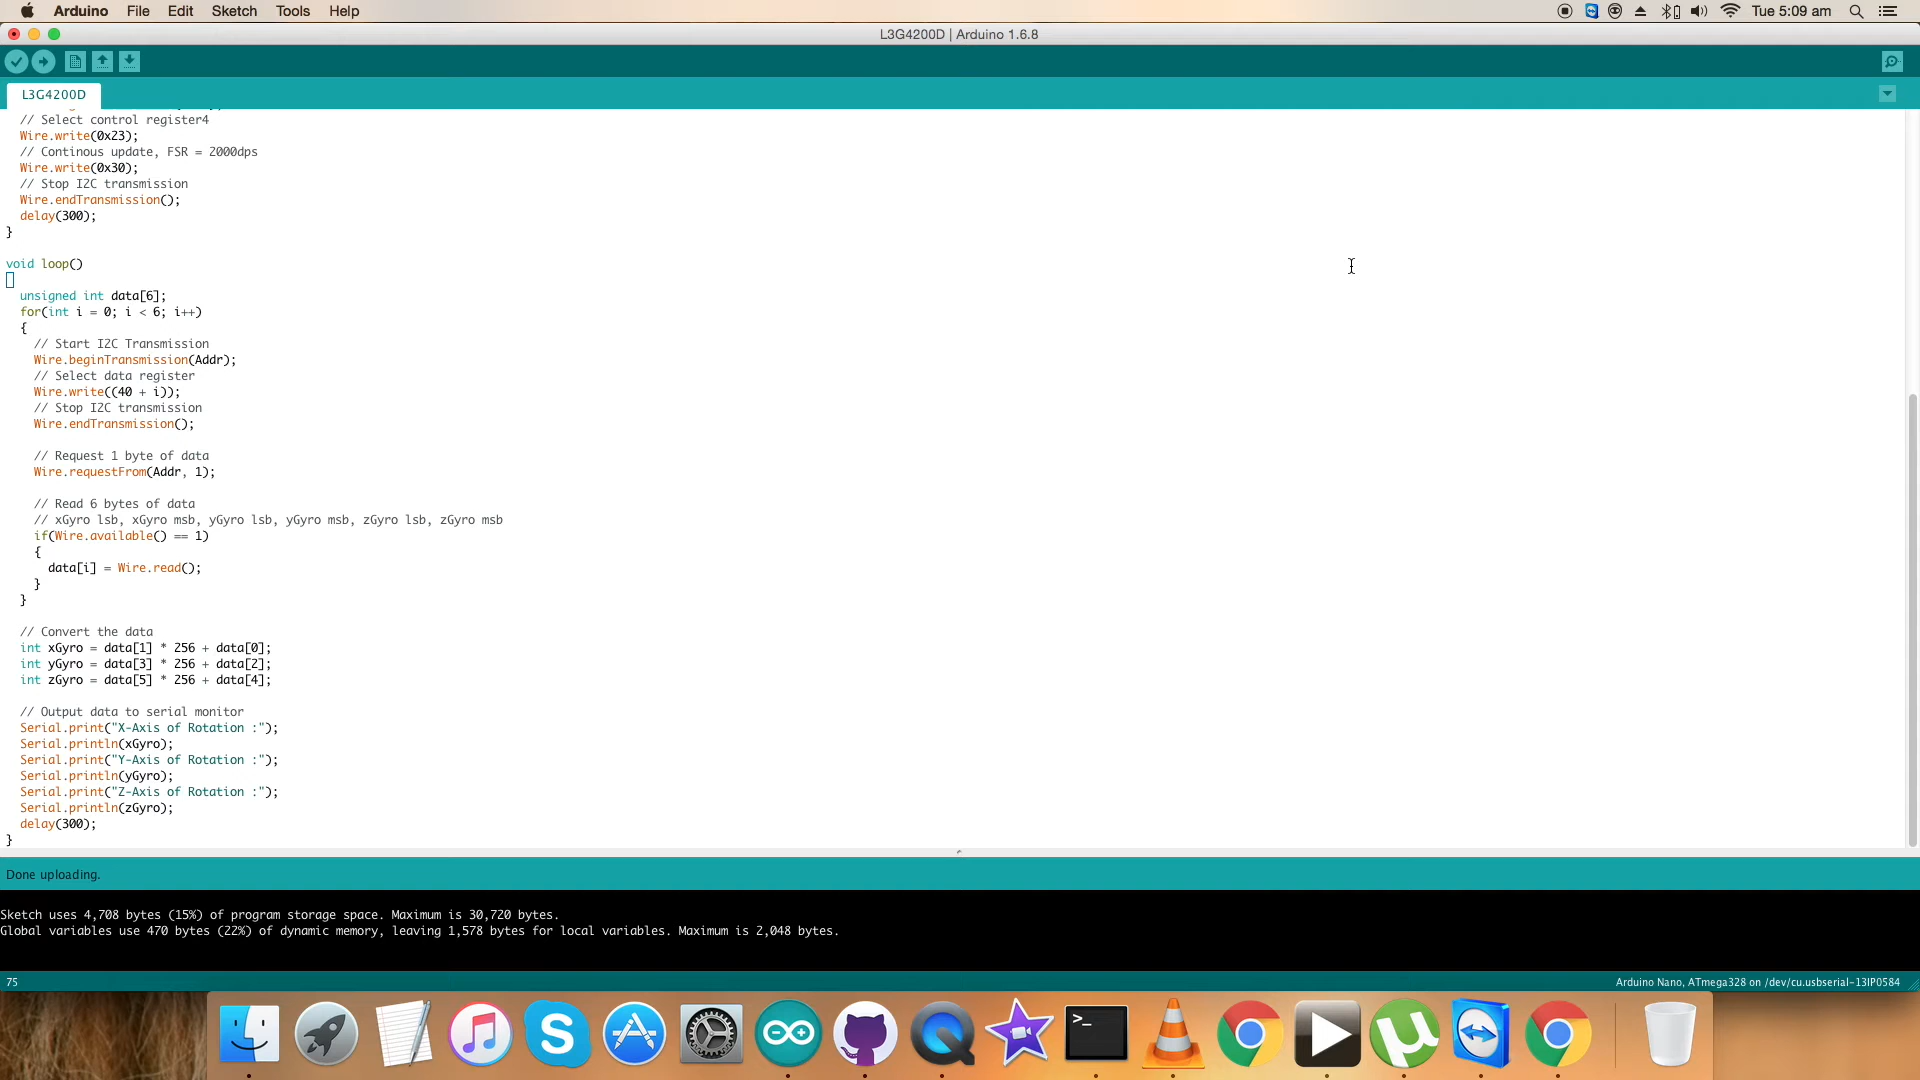 Arduino File Edit Sketch Tools Help Tue 5:09 am
L3G4200D | Arduino 1.6.8
L3G4200D
// Select control register4
Wire.write(0x23);
// Continous update, FSR = 2000dps
Wire.write(0x30);
// Stop I2C transmission
Wire.endTransmission();
delay(300);
}
void loop()
unsigned int data[6];
for(int i = 0; i < 6; i++)
{
// Start I2C Transmission
Wire.beginTransmission(Addr);
// Select data register
Wire.write((40 + i));
// Stop I2C transmission
Wire.endTransmission();
// Request 1 byte of data
Wire.requestFrom(Addr, 1);
// Read 6 bytes of data
// xGyro lsb, xGyro msb, yGyro lsb, yGyro msb, zGyro lsb, zGyro msb
if(Wire.available() == 1)
{
data[i] = Wire.read();
}
}
// Convert the data
int xGyro = data[1] * 256 + data[0];
int yGyro = data[3] * 256 + data[2];
int zGyro = data[5] * 256 + data[4];
// Output data to serial monitor
Serial.print("X-Axis of Rotation :");
Serial.println(xGyro);
Serial.print("Y-Axis of Rotation :");
Serial.println(yGyro);
Serial.print("Z-Axis of Rotation :");
Serial.println(zGyro);
delay(300);
}
Done uploading.
Sketch uses 4,708 bytes (15%) of program storage space. Maximum is 30,720 bytes.
Global variables use 470 bytes (22%) of dynamic memory, leaving 1,578 bytes for local variables. Maximum is 2,048 bytes.
75 Arduino Nano, ATmega328 on /dev/cu.usbserial-13IP0584